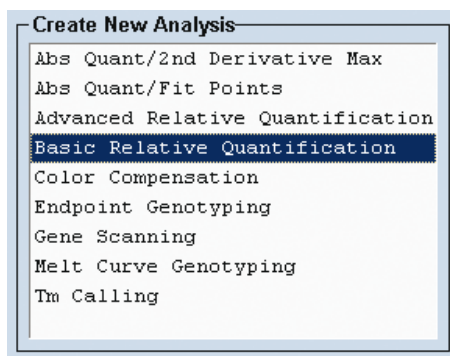 Create New Analysis
Abs Quant/2nd Derivative Max
Abs Quant/Fit Points
Advanced Relative Quantification
Basic Relative Quantification
Color Compensation
Endpoint Genotyping
Gene Scanning
Melt Curve Genotyping
Tm Calling